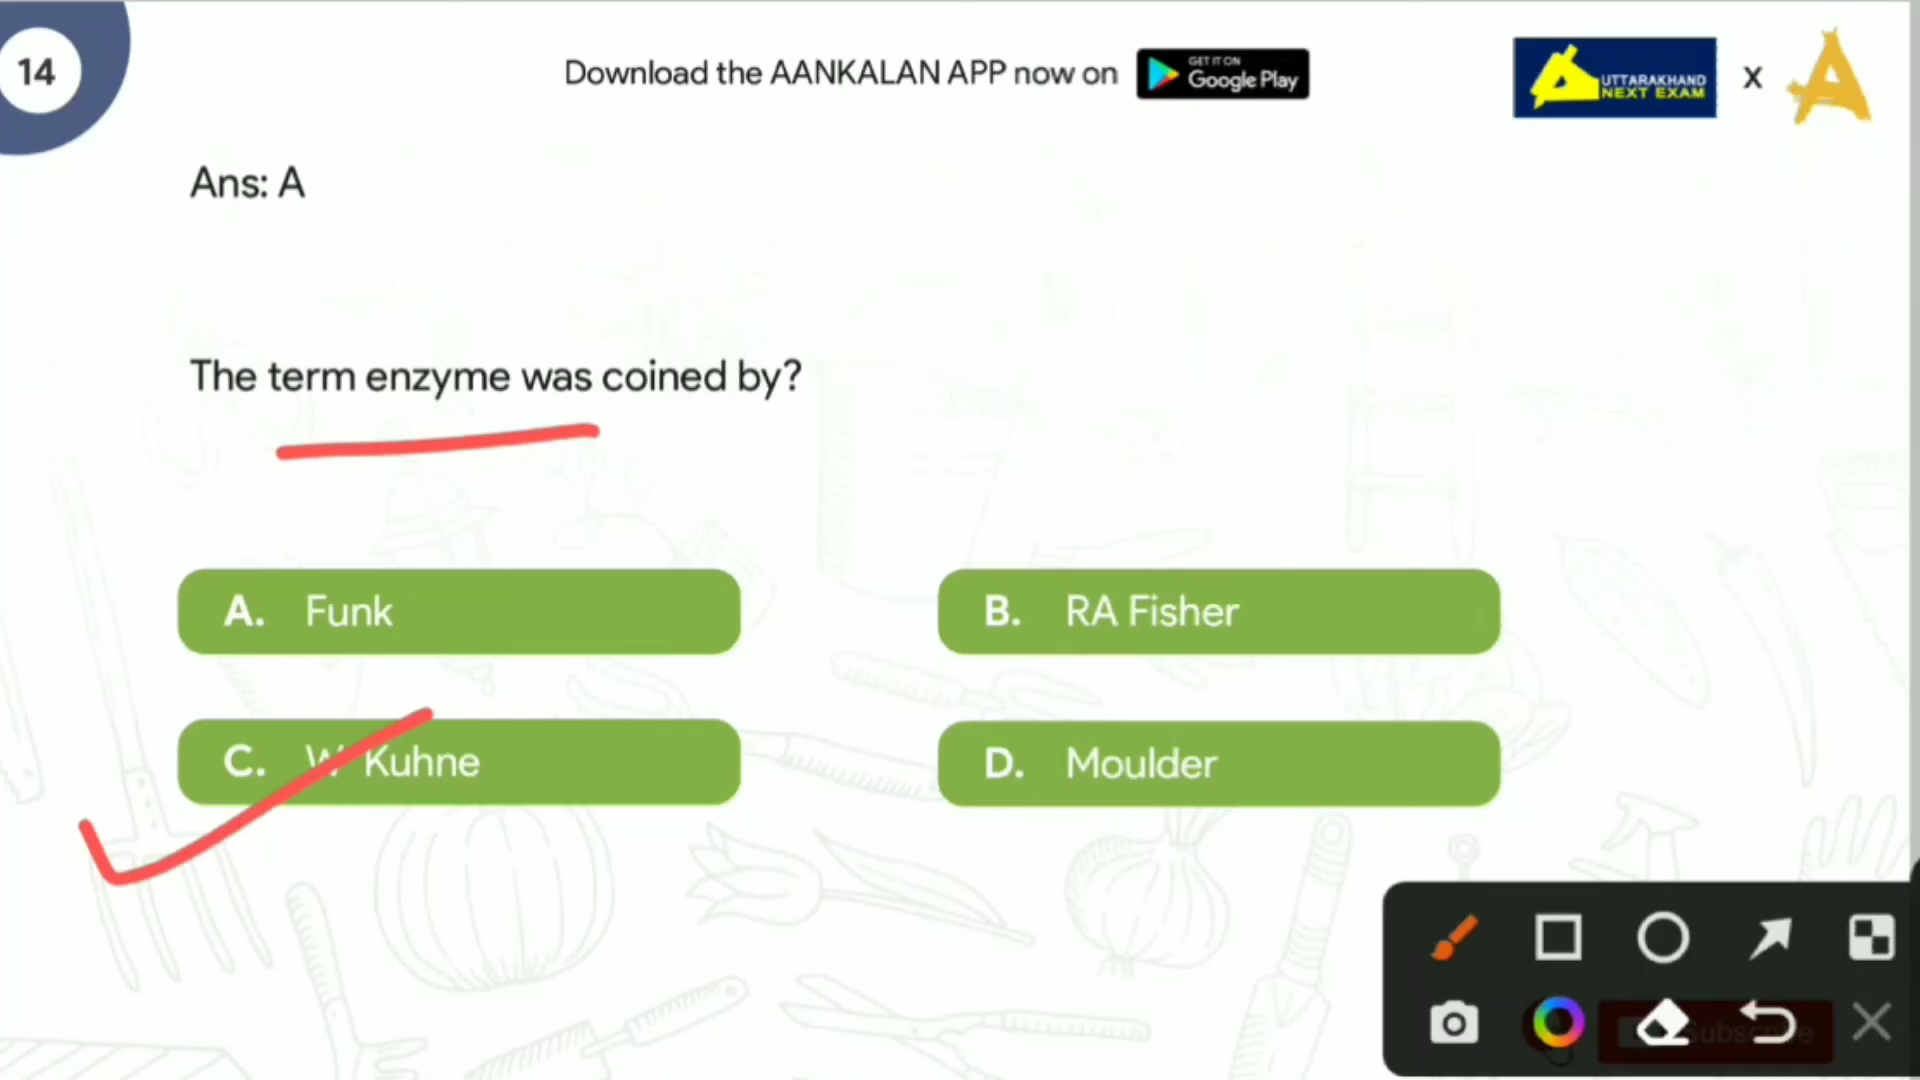 14
Download the AANKALAN APP now on
GET IT ON
Google Play
UTTARAKHAND
NEXT EXAM
X
Ans: A
The term enzyme was coined by?
A. Funk
B. RA Fisher
C. W Kuhne
D. Moulder
Subscribe